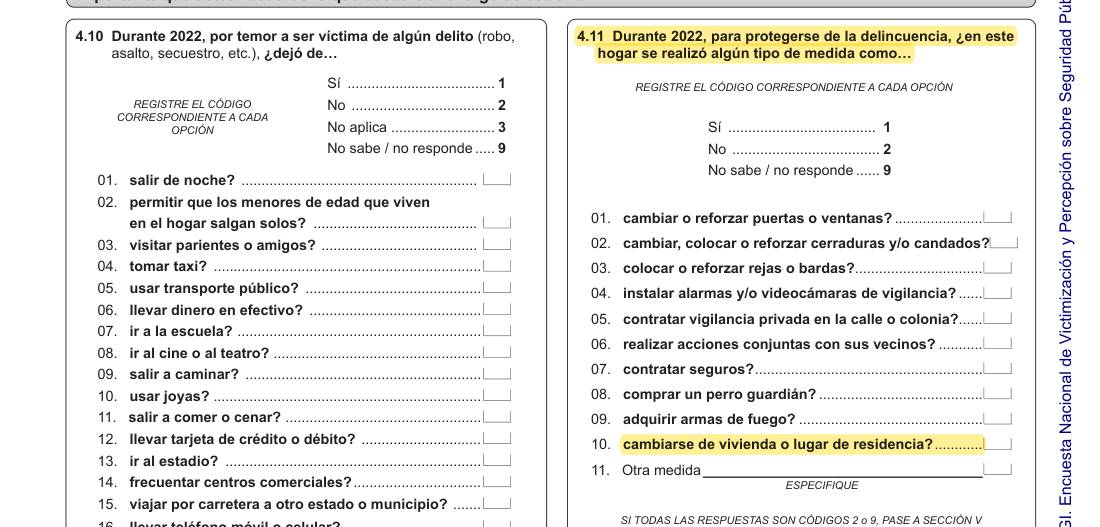 4.10 Durante 2022, por temor a ser víctima de algún delito (robo,
asalto, secuestro, etc.), ¿dejó de…
Sí ................................... 1
No .................................. 2
No aplica ......................... 3
No sabe / no responde ..... 9
REGISTRE EL CÓDIGO
CORRESPONDIENTE A CADA
OPCIÓN
01. salir de noche?
02. permitir que los menores de edad que viven
en el hogar salgan solos?
03. visitar parientes o amigos?
04. tomar taxi?
05. usar transporte público?
06. llevar dinero en efectivo?
07. ir a la escuela?
08. ir al cine o al teatro?
09. salir a caminar?
10. usar joyas?
11. salir a comer o cenar?
12. llevar tarjeta de crédito o débito?
13. ir al estadio?
14. frecuentar centros comerciales?
15. viajar por carretera a otro estado o municipio?
16. llevar teléfono móvil o celular?
4.11 Durante 2022, para protegerse de la delincuencia, ¿en este
hogar se realizó algún tipo de medida como…
REGISTRE EL CÓDIGO CORRESPONDIENTE A CADA OPCIÓN
Sí ................................... 1
No .................................. 2
No sabe / no responde ...... 9
01. cambiar o reforzar puertas o ventanas?
02. cambiar, colocar o reforzar cerraduras y/o candados?
03. colocar o reforzar rejas o bardas?
04. instalar alarmas y/o videocámaras de vigilancia?
05. contratar vigilancia privada en la calle o colonia?
06. realizar acciones conjuntas con sus vecinos?
07. contratar seguros?
08. comprar un perro guardián?
09. adquirir armas de fuego?
10. cambiarse de vivienda o lugar de residencia?
11. Otra medida
ESPECIFIQUE
SI TODAS LAS RESPUESTAS SON CÓDIGOS 2 o 9, PASE A SECCIÓN V
GI. Encuesta Nacional de Victimización y Percepción sobre Seguridad Púb